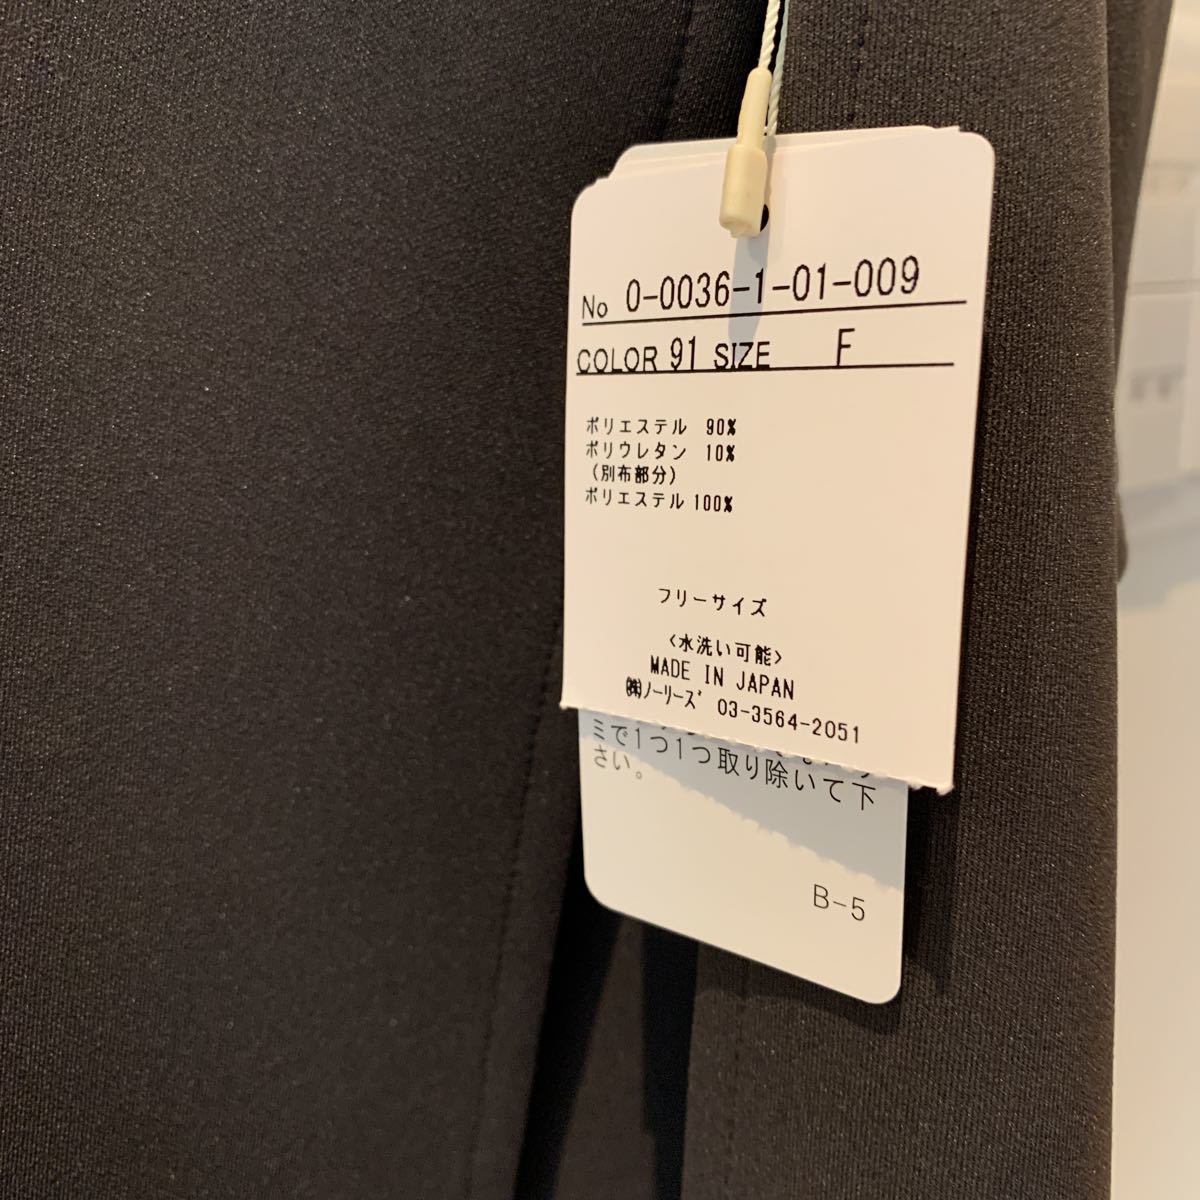 No 0-0036-1-01-009
COLOR 91 SIZE F
ポリエステル 90%
ポリウレタン 10%
(別布部分)
ポリエステル 100%
フリーサイズ
<水洗い可能>
MADE IN JAPAN
㈱ノーリーズ 03-3564-2051
ミで1つ1つ取り除いて下
さい。
B-5